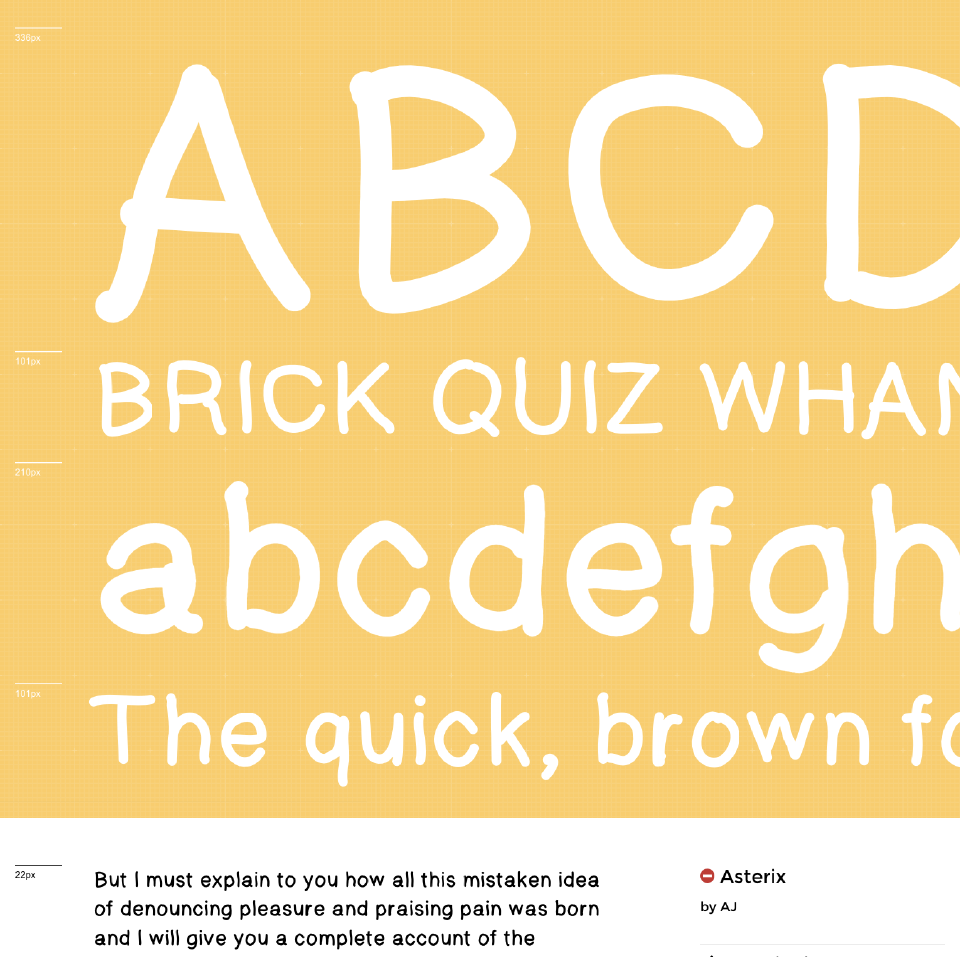 336px
ABCD
101px
BRICK QUIZ WHAM
210px
abcdefgh
101px
The quick, brown fo
22px
But I must explain to you how all this mistaken idea
of denouncing pleasure and praising pain was born
and I will give you a complete account of the
Asterix
by AJ